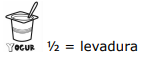 YOGUR ½ = levadura